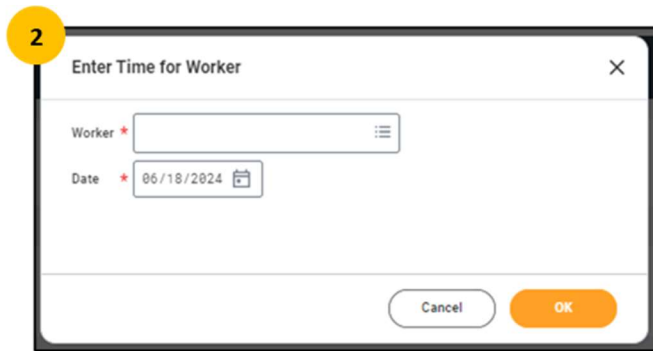 2
Enter Time for Worker
Worker *
Date * 06/18/2024
Cancel OK